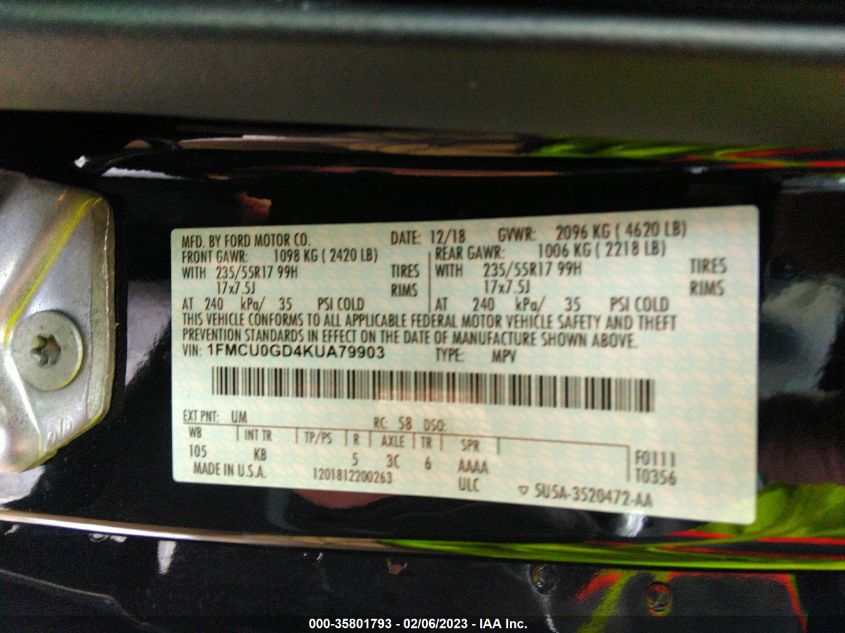 MFD. BY FORD MOTOR CO. DATE: 12/18 GVWR: 2096 KG ( 4620 LB)
FRONT GAWR: 1098 KG ( 2420 LB) REAR GAWR: 1006 KG ( 2218 LB)
WITH 235/55R17 99H TIRES WITH 235/55R17 99H TIRES
17x7.5J RIMS 17x7.5J RIMS
AT 240 kPa/ 35 PSI COLD AT 240 kPa/ 35 PSI COLD
THIS VEHICLE CONFORMS TO ALL APPLICABLE FEDERAL MOTOR VEHICLE SAFETY AND THEFT
PREVENTION STANDARDS IN EFFECT ON THE DATE OF MANUFACTURE SHOWN ABOVE.
VIN: 1FMCU0GD4KUA79903 TYPE: MPV
EXT PNT: UM RC: 58 DSO:
WB INT TR TP/PS R AXLE TR SPR
105 KB 5 3C 6 AAAA F0111
MADE IN U.S.A. 1201812200263 ULC T0356
▽ 5U5A-3520472-AA
000-35801793 - 02/06/2023 - IAA Inc.